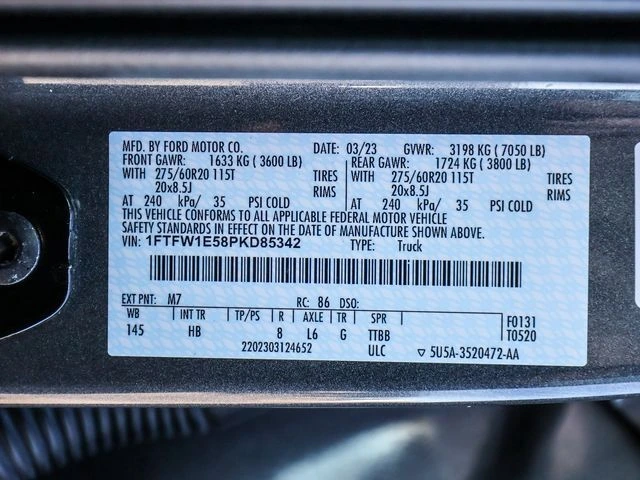 MFD. BY FORD MOTOR CO. 03/23 GVWR: 3198 KG ( 7050 LB)
FRONT GAWR: 1633 KG ( 3600 LB) REAR GAWR: 1724 KG ( 3800 LB)
WITH 275/60R20 115T TIRES WITH 275/60R20 115T TIRES
20x8.5J RIMS 20x8.5J RIMS
AT 240 kPa/ 35 PSI COLD AT 240 kPa/ 35 PSI COLD
THIS VEHICLE CONFORMS TO ALL APPLICABLE FEDERAL MOTOR VEHICLE
SAFETY STANDARDS IN EFFECT ON THE DATE OF MANUFACTURE SHOWN ABOVE.
VIN: 1FTFW1E58PKD85342 TYPE: Truck
EXT PNT: M7 RC: 86 DSO:
WB INT TR TP/PS R AXLE TR SPR F0131
145 HB 8 L6 G TTBB T0520
2202303124652 ULC ▽ 5U5A-3520472-AA